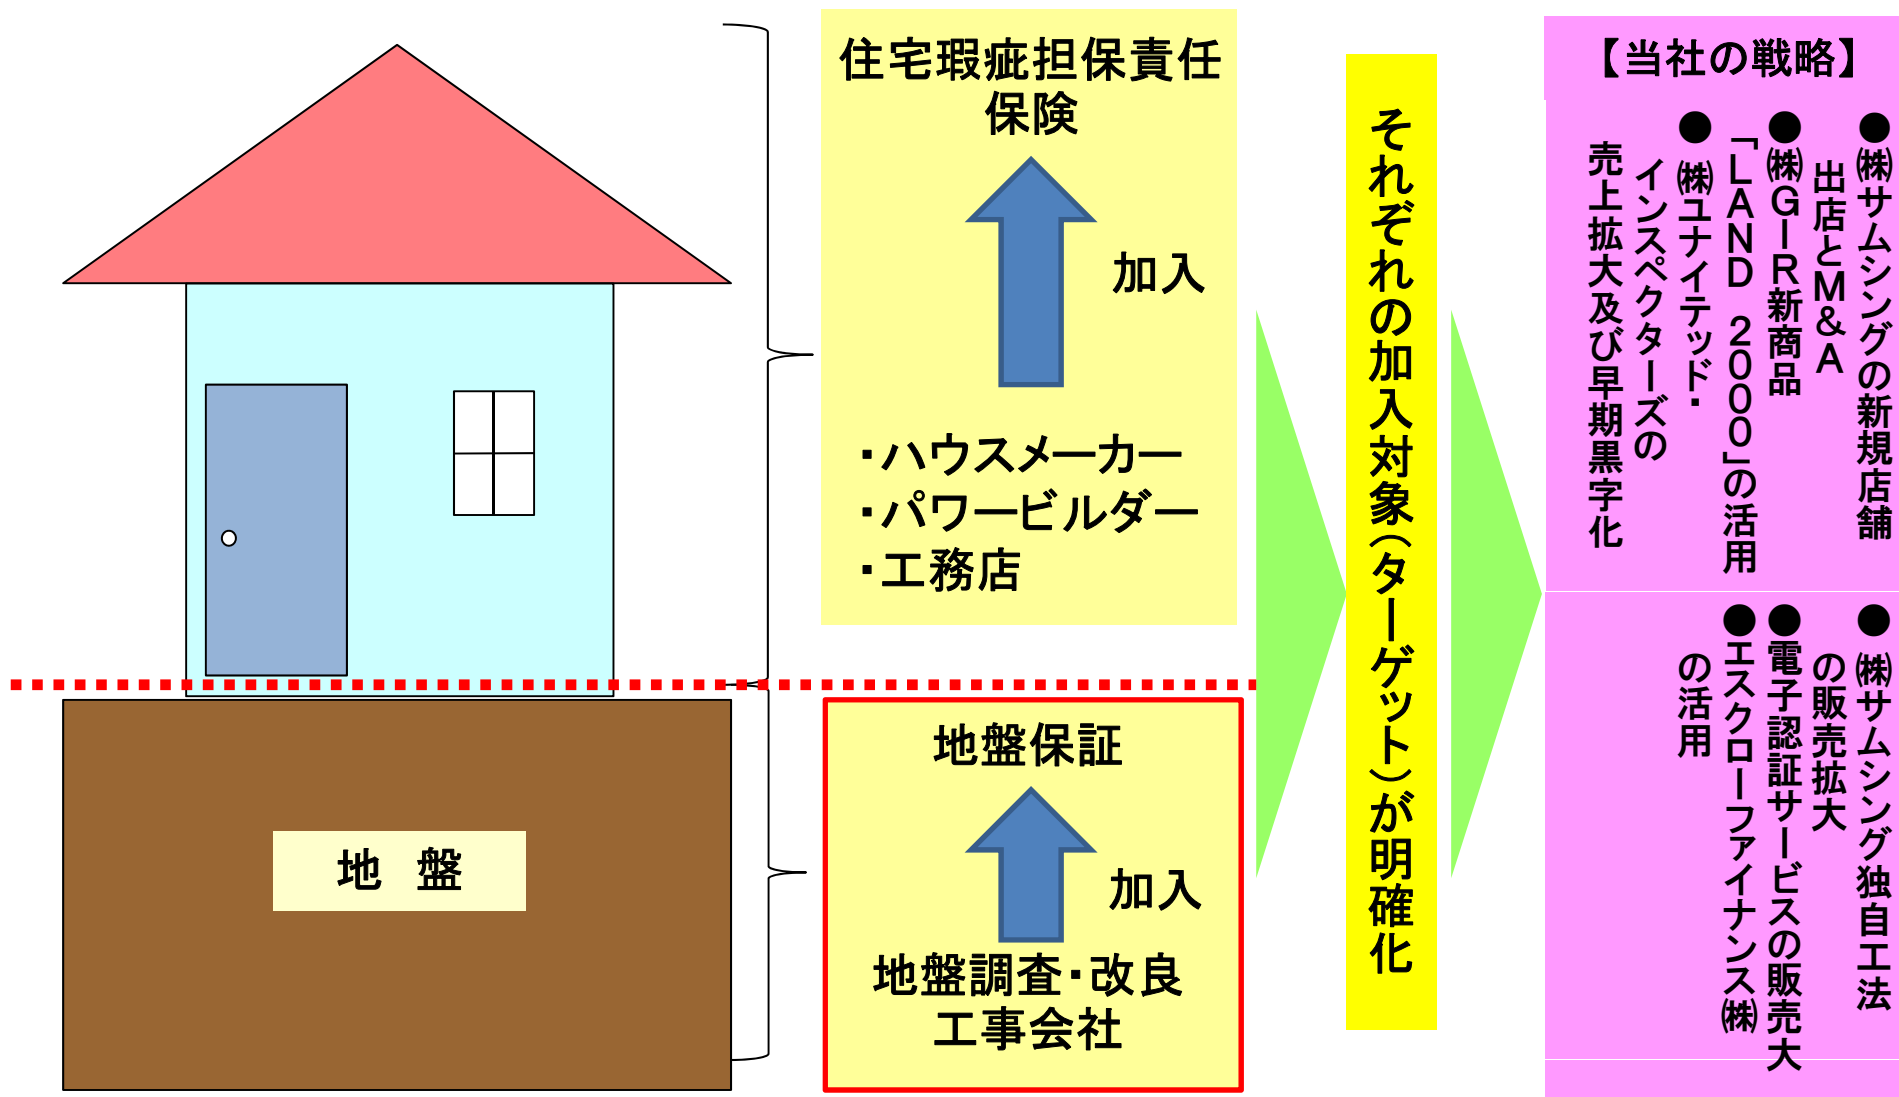 地　盤
住宅瑕疵担保責任
保険
加入
・ハウスメーカー
・パワービルダー
・工務店
地盤保証
加入
地盤調査・改良
工事会社
それぞれの加入対象（ターゲット）が明確化
【当社の戦略】
●㈱サムシングの新規店舗
出店とＭ＆Ａ
●㈱ＧＩＲ新商品
「ＬＡＮＤ　２０００」の活用
●㈱ユナイテッド・
インスペクターズの
売上拡大及び早期黒字化
●㈱サムシング独自工法
の販売拡大
●電子認証サービスの販売大
●エスクローファイナンス㈱
の活用